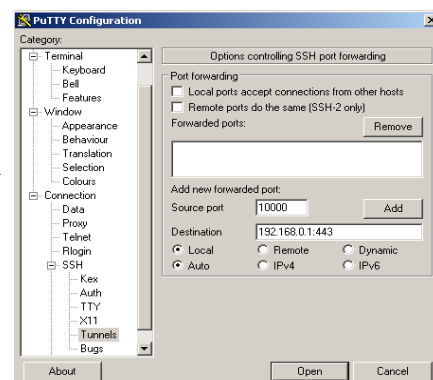 PuTTY Configuration
Category:
Terminal
Keyboard
Bell
Features
Window
Appearance
Behaviour
Translation
Selection
Colours
Connection
Data
Proxy
Telnet
Rlogin
SSH
Kex
Auth
TTY
X11
Tunnels
Bugs
Options controlling SSH port forwarding
Port forwarding
Local ports accept connections from other hosts
Remote ports do the same (SSH-2 only)
Forwarded ports:
Remove
Add new forwarded port:
Source port 10000 Add
Destination 192.168.0.1:443
Local Remote Dynamic
Auto IPv4 IPv6
About Open Cancel